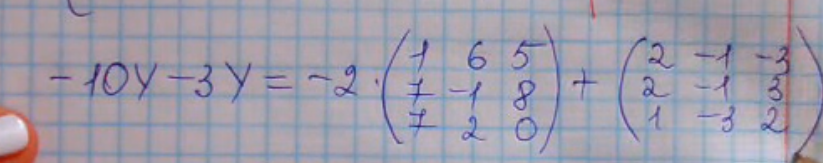 -10Y-3Y=-2·(1 6 5)+(2 -1 -3)
(7 -1 8) (2 -1 3)
(7 2 0) (1 -3 2)